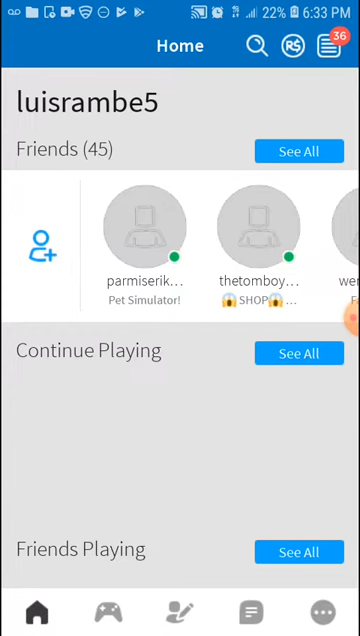 22% 6:33 PM
Home
36
luisrambe5
Friends (45)
See All
parmiserik...
Pet Simulator!
thetomboy...
😱SHOP😱...
wer
Continue Playing
See All
Friends Playing
See All